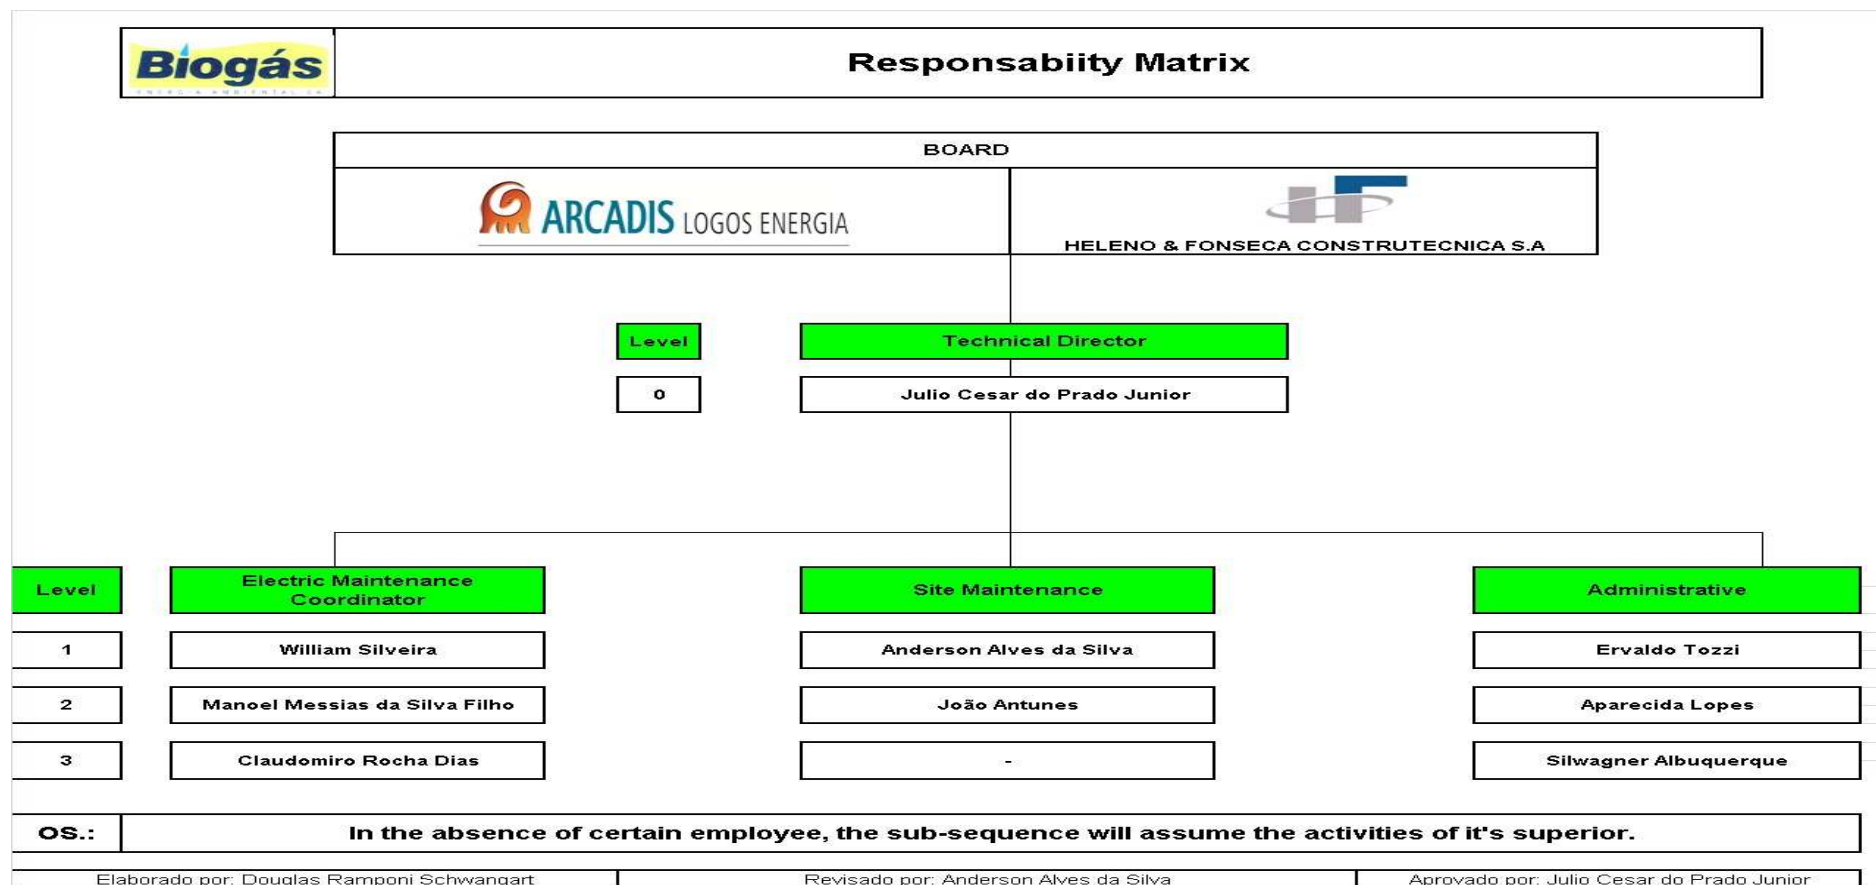 Biogás
ENERGIA AMBIENTAL SA
Responsabiity Matrix
BOARD
ARCADIS LOGOS ENERGIA
HF
HELENO & FONSECA CONSTRUTECNICA S.A
Level
Technical Director
0
Julio Cesar do Prado Junior
Level
Electric Maintenance
Coordinator
Site Maintenance
Administrative
1
William Silveira
Anderson Alves da Silva
Ervaldo Tozzi
2
Manoel Messias da Silva Filho
João Antunes
Aparecida Lopes
3
Claudomiro Rocha Dias
-
Silwagner Albuquerque
OS.:
In the absence of certain employee, the sub-sequence will assume the activities of it's superior.
Elaborado por: Douglas Ramponi Schwangart
Revisado por: Anderson Alves da Silva
Aprovado por: Julio Cesar do Prado Junior